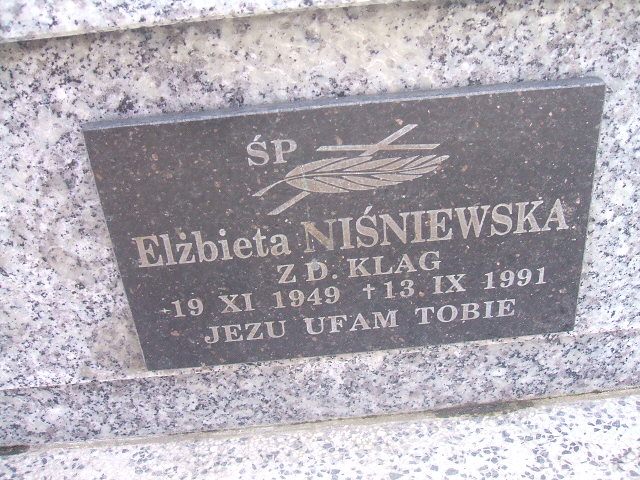 ŚP
Elżbieta NIŚNIEWSKA
Z D. KLAG
19 XI 1949 † 13 IX 1991
JEZU UFAM TOBIE